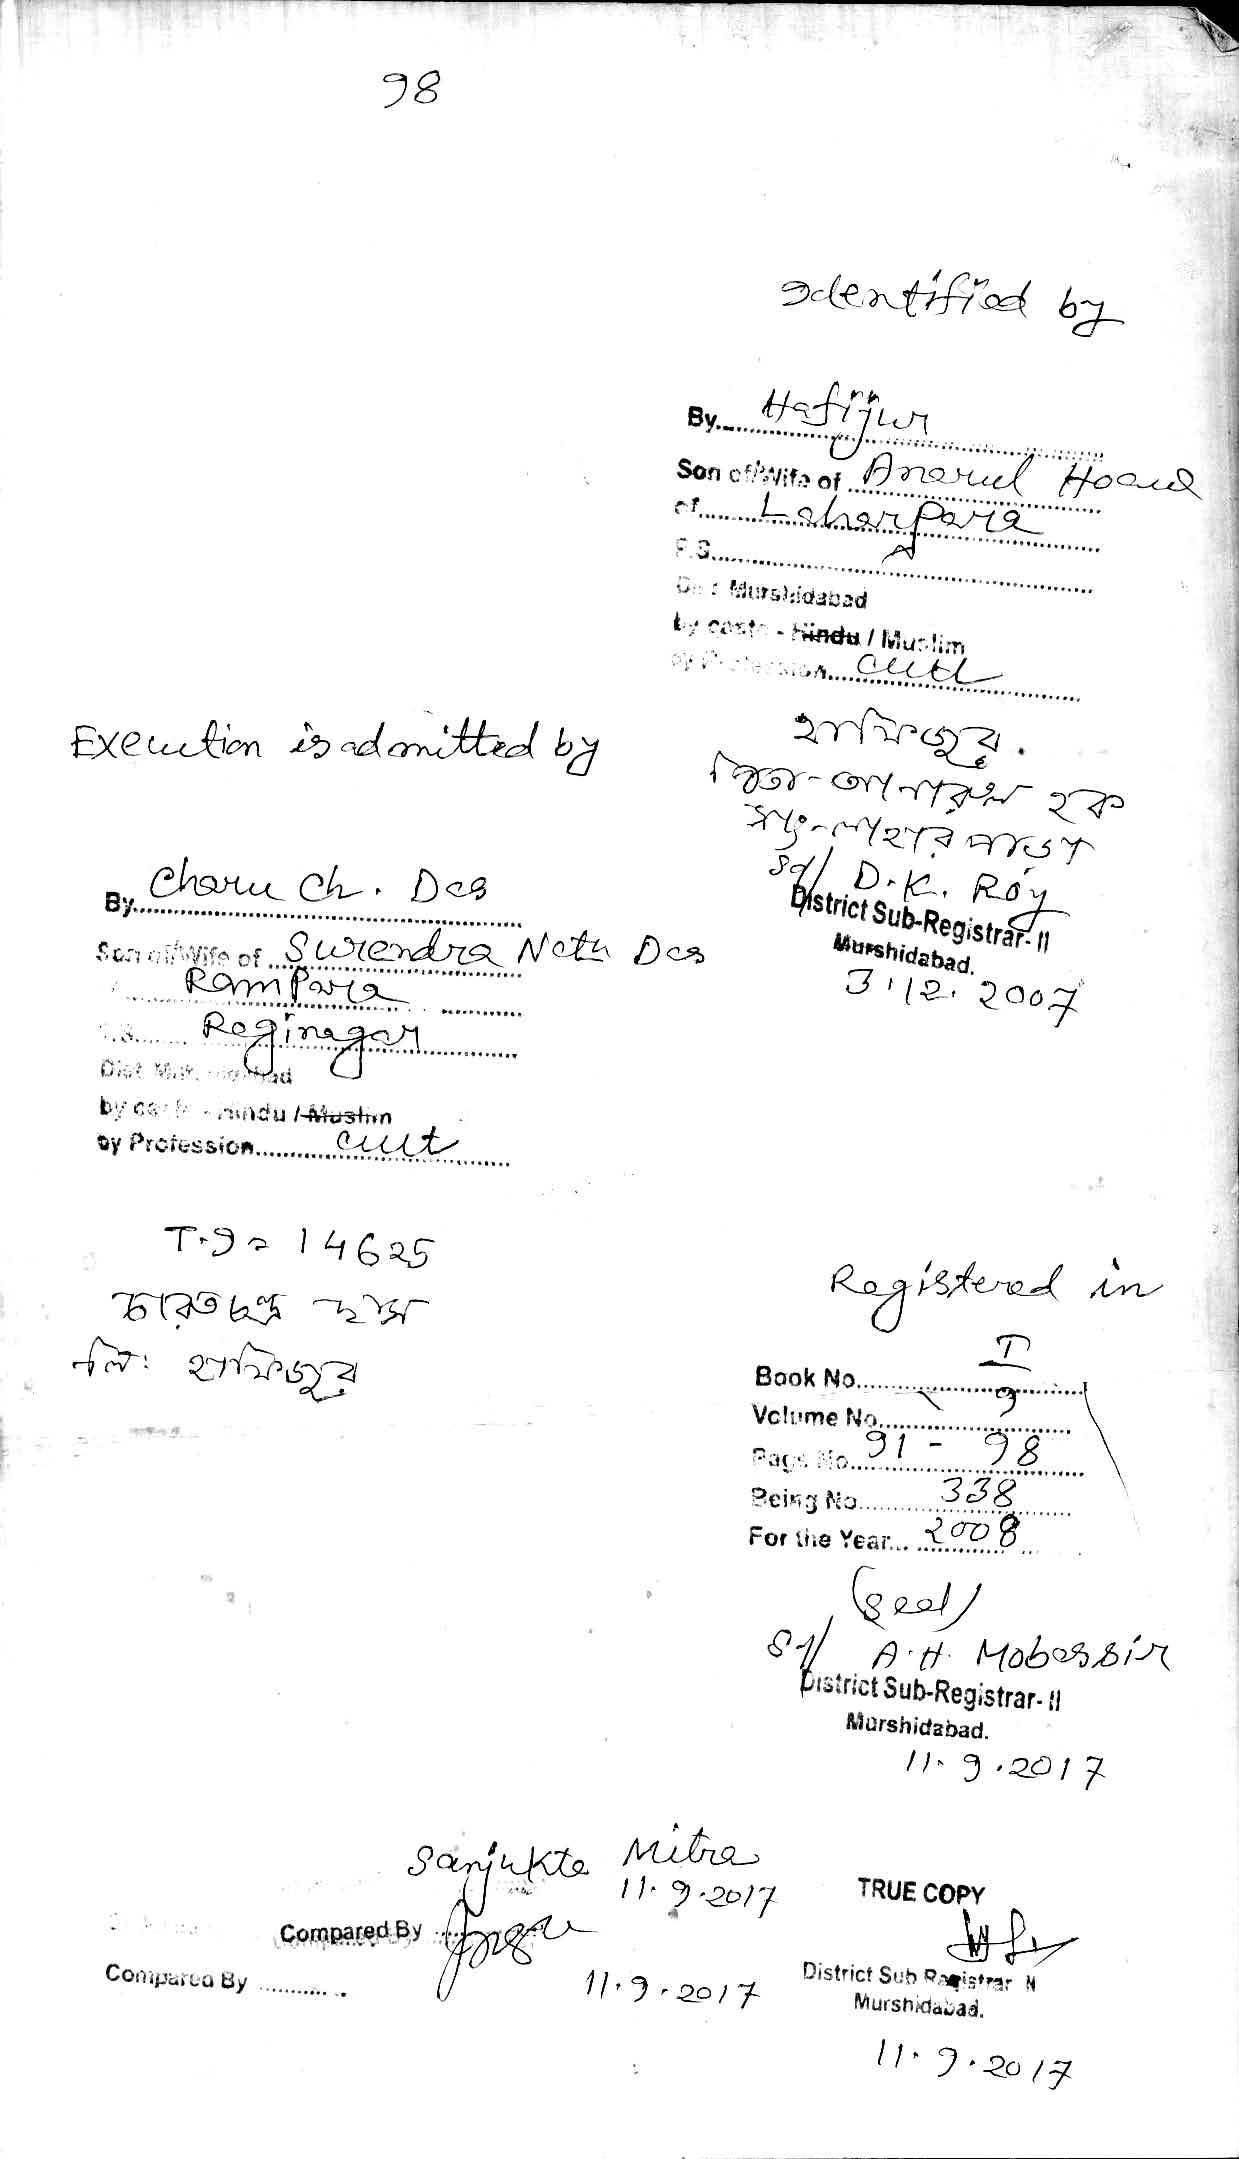 98
Identified by
By Hafijur
Son of/Wife of Anarul Hoaue
of Laharpara
P.S.
Dist Murshidabad
by caste - Hindu / Muslim
by Profession cult
হাফিজুর.
পিতা-আনারুল হক
সাং-লাহারপাড়া
sd/ D.K. Roy
District Sub-Registrar- II
Murshidabad.
3.12.2007
Execution is admitted by
By Charu Ch. Das
Son of/Wife of Surendra Nath Das
Rampara
P.S. Reginagar
Dist Murshidabad
by caste - Hindu / Muslim
by Profession cult
T.I = 14625
চারুচন্দ্র দাস
লি: হাফিজুর
Registered in
Book No. I
Volume No. 9
Page No. 91 - 98
Being No. 338
For the Year 2008
(Seal)
sd/ A.H. Mobassir
District Sub-Registrar- II
Murshidabad.
11.9.2017
Sanjukta Mitra
11.9.2017
Compared By
Compared By
11.9.2017
TRUE COPY
District Sub Registrar II
Murshidabad.
11.9.2017